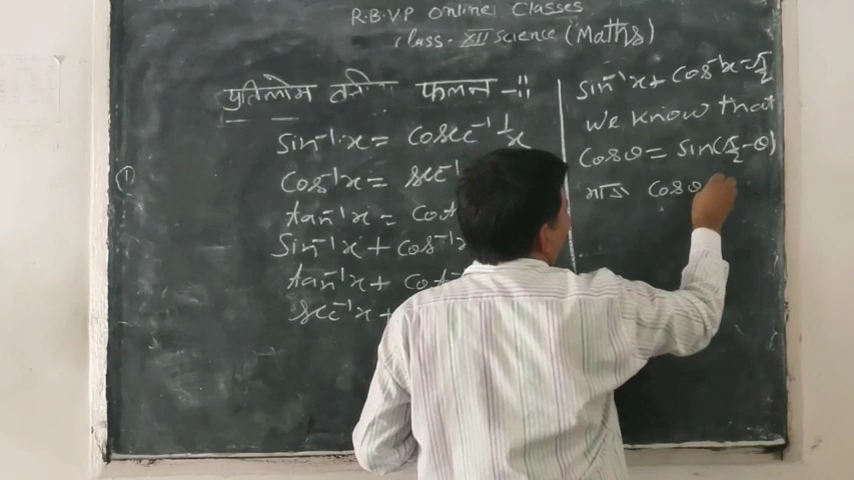 R.B.V.P Online Classes
Class-XII Science (Maths)
प्रतिलोम फलन -II
①
sin⁻¹x = cosec⁻¹ 1/x
cos⁻¹x = sec⁻¹
tan⁻¹x = cot
sin⁻¹x + cos⁻¹x
tan⁻¹x + cot⁻
sec⁻¹x +
sin⁻¹x + cos⁻¹x = π/2
we know that
cosθ = sin(π/2-θ)
cosθ